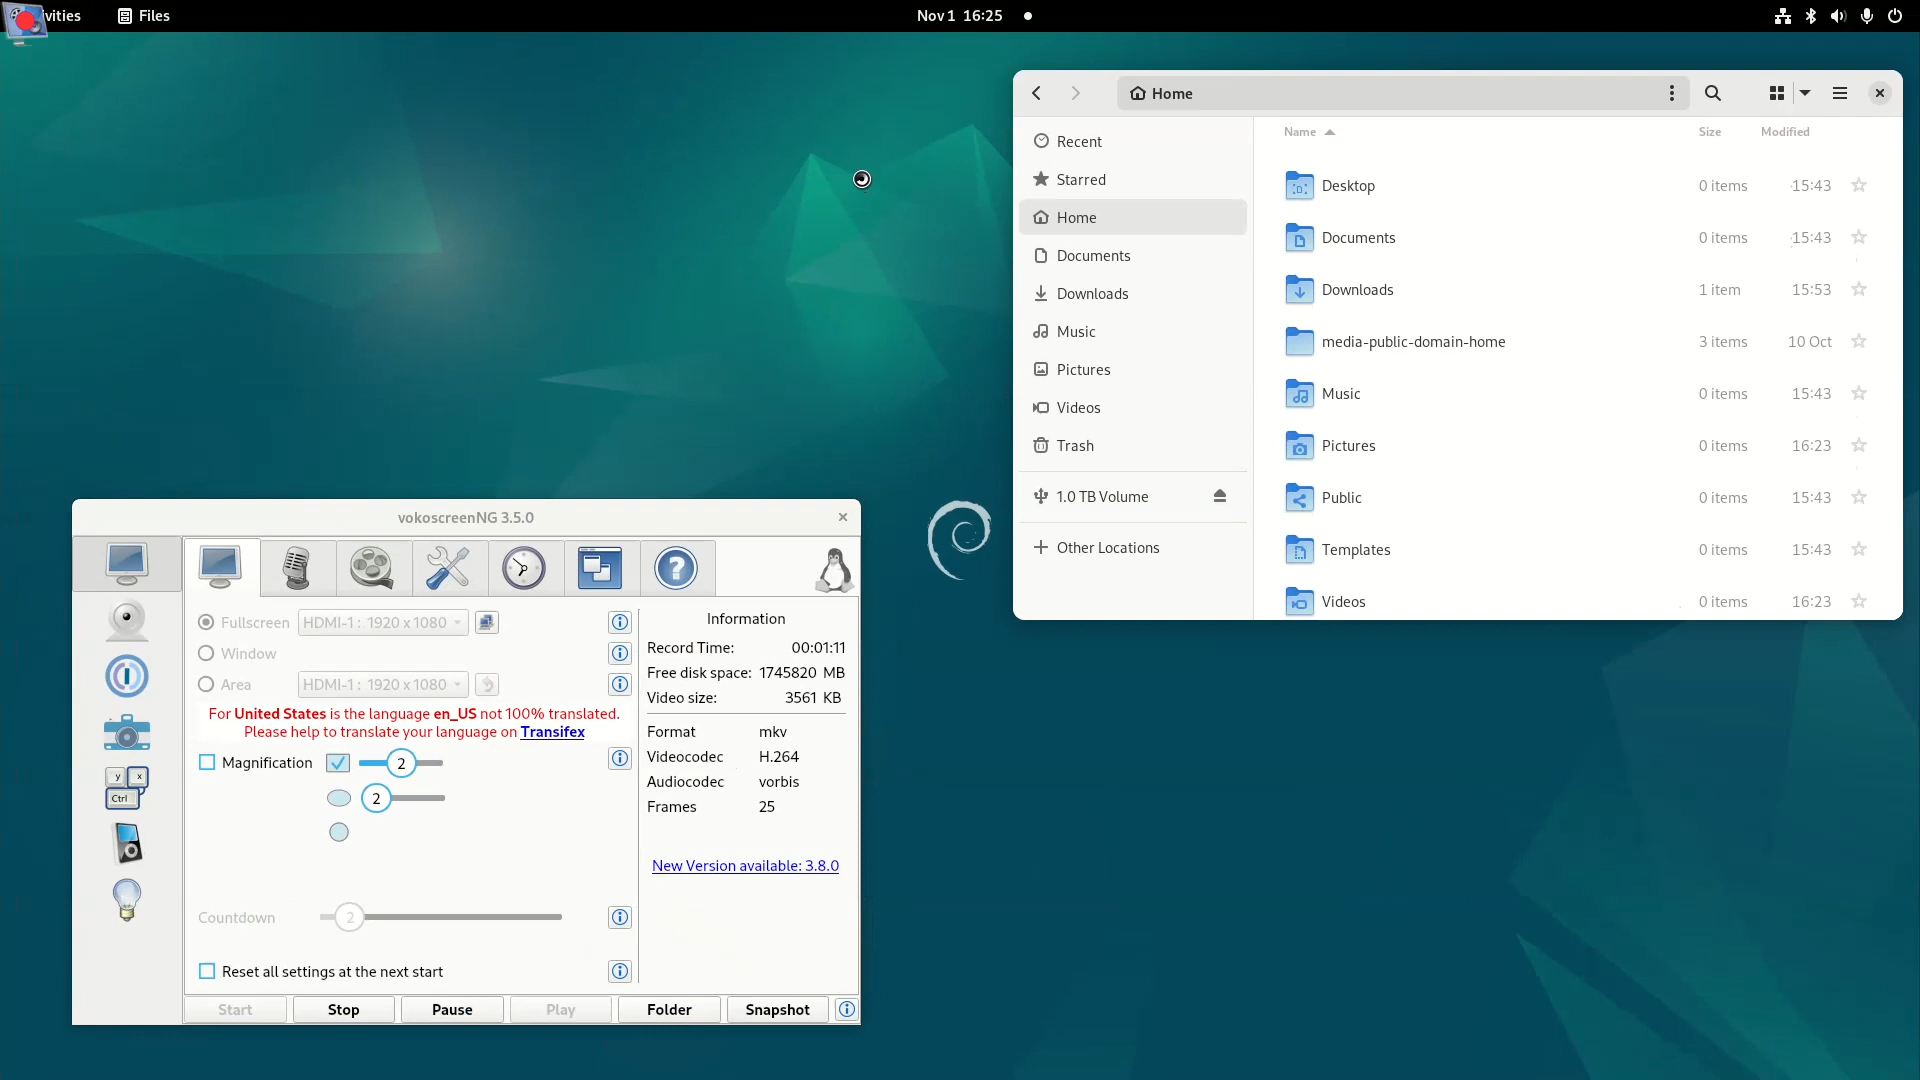 vities
Files
Nov 1 16:25
Home
Recent
Starred
Home
Documents
Downloads
Music
Pictures
Videos
Trash
1.0 TB Volume
Other Locations
Name Size Modified
Desktop 0 items 15:43
Documents 0 items 15:43
Downloads 1 item 15:53
media-public-domain-home 3 items 10 Oct
Music 0 items 15:43
Pictures 0 items 16:23
Public 0 items 15:43
Templates 0 items 15:43
Videos 0 items 16:23
vokoscreenNG 3.5.0
y x
Ctrl
Fullscreen HDMI-1 : 1920 x 1080
Window
Area HDMI-1 : 1920 x 1080
For United States is the language en_US not 100% translated.
Please help to translate your language on Transifex
Magnification 2
2
Countdown 2
Reset all settings at the next start
Information
Record Time: 00:01:11
Free disk space: 1745820 MB
Video size: 3561 KB
Format mkv
Videocodec H.264
Audiocodec vorbis
Frames 25
New Version available: 3.8.0
Start Stop Pause Play Folder Snapshot